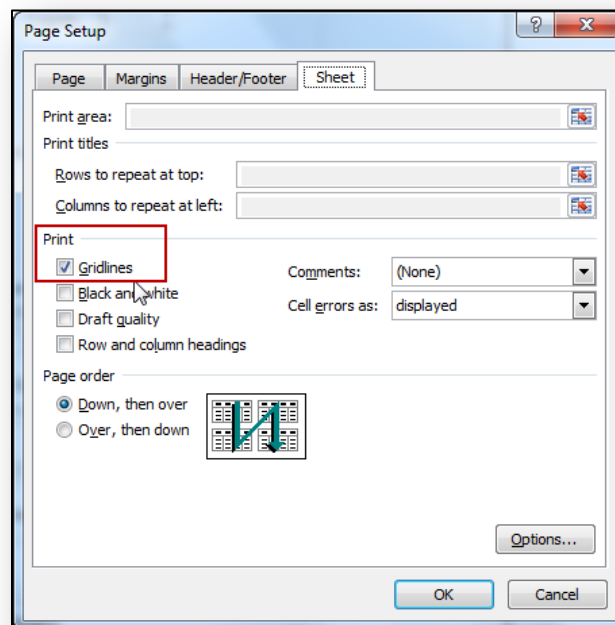 Page Setup
Page Margins Header/Footer Sheet
Print area:
Print titles
Rows to repeat at top:
Columns to repeat at left:
Print
Gridlines Comments: (None)
Black and white Cell errors as: displayed
Draft quality
Row and column headings
Page order
Down, then over
Over, then down
Options...
OK Cancel